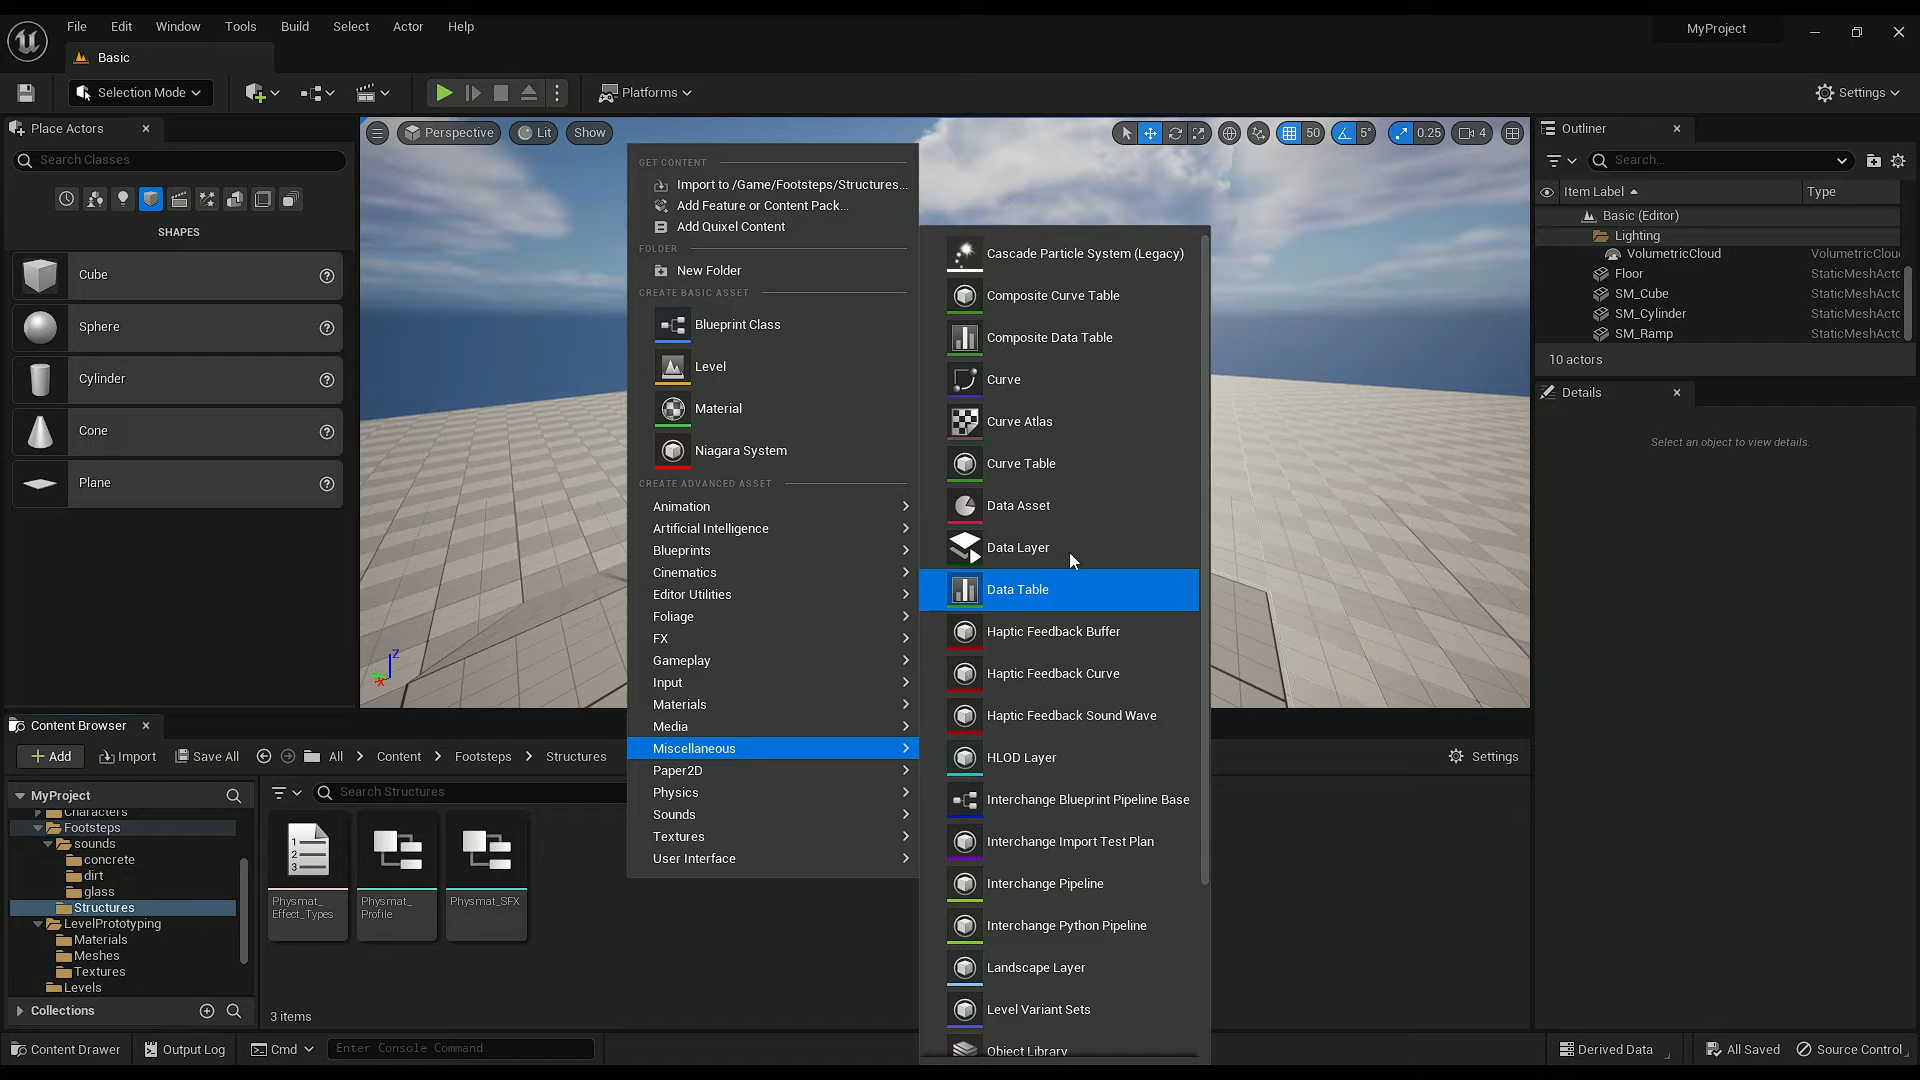 File Edit Window Tools Build Select Actor Help
MyProject
Basic
Selection Mode
Platforms
Settings
Place Actors
Search Classes
SHAPES
Cube
Sphere
Cylinder
Cone
Plane
Perspective
Lit
Show
50
5°
0.25
4
GET CONTENT
Import to /Game/Footsteps/Structures...
Add Feature or Content Pack...
Add Quixel Content
FOLDER
New Folder
CREATE BASIC ASSET
Blueprint Class
Level
Material
Niagara System
CREATE ADVANCED ASSET
Animation
Artificial Intelligence
Blueprints
Cinematics
Editor Utilities
Foliage
FX
Gameplay
Input
Materials
Media
Miscellaneous
Paper2D
Physics
Sounds
Textures
User Interface
Cascade Particle System (Legacy)
Composite Curve Table
Composite Data Table
Curve
Curve Atlas
Curve Table
Data Asset
Data Layer
Data Table
Haptic Feedback Buffer
Haptic Feedback Curve
Haptic Feedback Sound Wave
HLOD Layer
Interchange Blueprint Pipeline Base
Interchange Import Test Plan
Interchange Pipeline
Interchange Python Pipeline
Landscape Layer
Level Variant Sets
Object Library
Outliner
Search...
Item Label Type
Basic (Editor)
Lighting
VolumetricCloud VolumetricClou
Floor StaticMeshActo
SM_Cube StaticMeshActo
SM_Cylinder StaticMeshActo
SM_Ramp StaticMeshActo
10 actors
Details
Select an object to view details.
Z
X
Content Browser
Add
Import
Save All
All
Content
Footsteps
Structures
Settings
MyProject
Characters
Footsteps
sounds
concrete
dirt
glass
Structures
LevelPrototyping
Materials
Meshes
Textures
Levels
Collections
Search Structures
Physmat_
Effect_Types
Physmat_
Profile
Physmat_SFX
3 items
Content Drawer
Output Log
Cmd
Enter Console Command
Derived Data
All Saved
Source Control